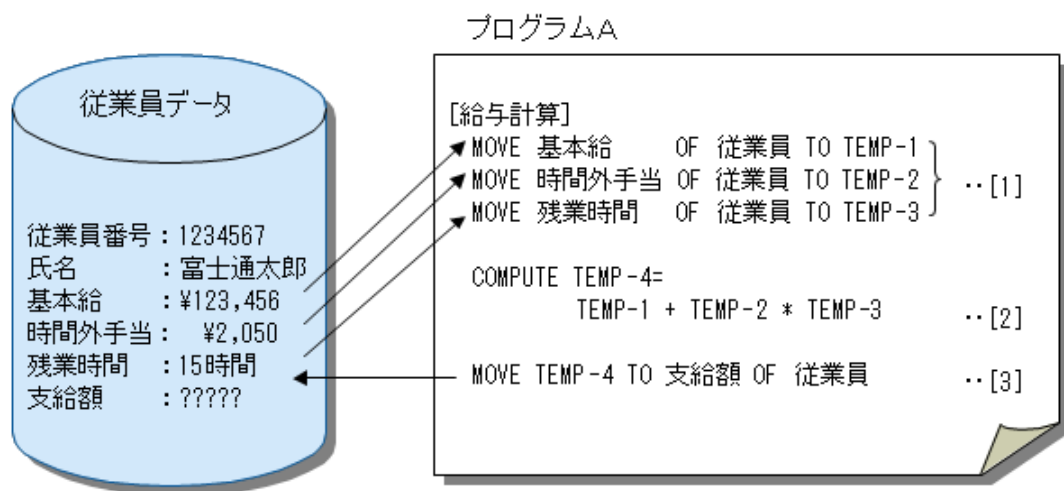 プログラムA
従業員データ
従業員番号：1234567
氏名　　　：富士通太郎
基本給　　：¥123,456
時間外手当：　¥2,050
残業時間　：15時間
支給額　　：?????
[給与計算]
MOVE 基本給　　 OF 従業員 TO TEMP-1
MOVE 時間外手当 OF 従業員 TO TEMP-2 ‥[1]
MOVE 残業時間　 OF 従業員 TO TEMP-3
COMPUTE TEMP-4=
TEMP-1 + TEMP-2 * TEMP-3 ‥[2]
MOVE TEMP-4 TO 支給額 OF 従業員 ‥[3]